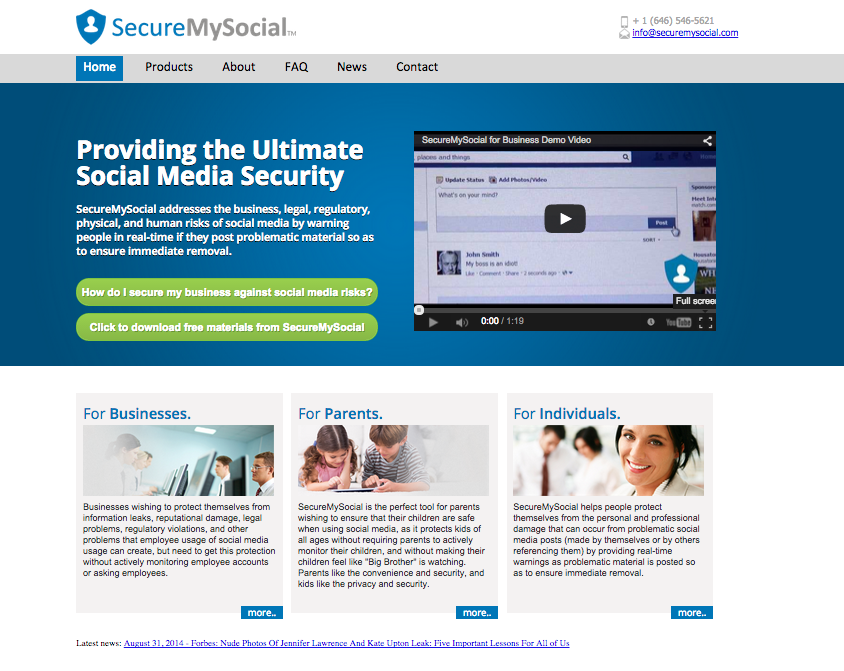 SecureMySocial™
+ 1 (646) 546-5621
info@securemysocial.com
Home Products About FAQ News Contact
Providing the Ultimate
Social Media Security
SecureMySocial addresses the business, legal, regulatory,
physical, and human risks of social media by warning
people in real-time if they post problematic material so as
to ensure immediate removal.
How do I secure my business against social media risks?
Click to download free materials from SecureMySocial
SecureMySocial for Business Demo Video
places and things
Home
Update Status Add Photos/Video
What's on your mind?
Post
SORT
John Smith
My boss is an idiot!
Like · Comment · Share · 2 seconds ago ·
Sponsored
WH
NE
Full screen
0:00 / 1:19
YouTube
For Businesses.
Businesses wishing to protect themselves from
information leaks, reputational damage, legal
problems, regulatory violations, and other
problems that employee usage of social media
usage can create, but need to get this protection
without actively monitoring employee accounts
or asking employees.
more..
For Parents.
SecureMySocial is the perfect tool for parents
wishing to ensure that their children are safe
when using social media, as it protects kids of
all ages without requiring parents to actively
monitor their children, and without making their
children feel like "Big Brother" is watching.
Parents like the convenience and security, and
kids like the privacy and security.
more..
For Individuals.
SecureMySocial helps people protect
themselves from the personal and professional
damage that can occur from problematic social
media posts (made by themselves or by others
referencing them) by providing real-time
warnings as problematic material is posted so
as to ensure immediate removal.
more..
Latest news: August 31, 2014 - Forbes: Nude Photos Of Jennifer Lawrence And Kate Upton Leak: Five Important Lessons For All of Us